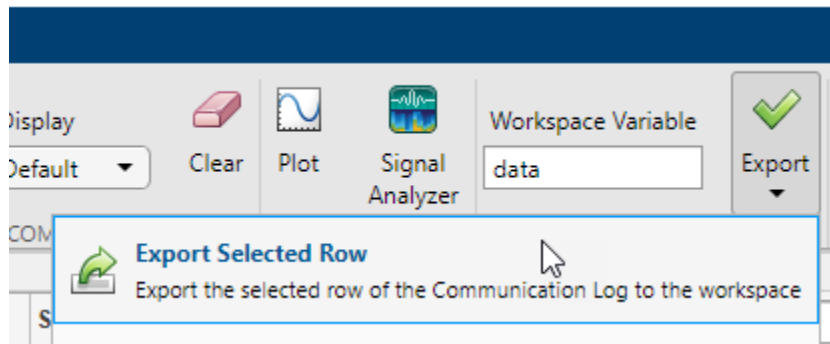 Display
Default
Clear
Plot
Signal
Analyzer
Workspace Variable
data
Export
COM
Export Selected Row
Export the selected row of the Communication Log to the workspace
S